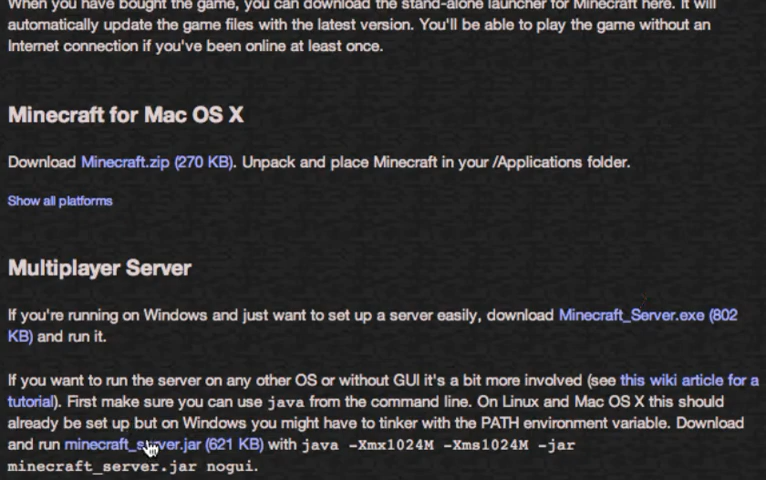 When you have bought the game, you can download the stand-alone launcher for Minecraft here. It will
automatically update the game files with the latest version. You'll be able to play the game without an
Internet connection if you've been online at least once.
Minecraft for Mac OS X
Download Minecraft.zip (270 KB). Unpack and place Minecraft in your /Applications folder.
Show all platforms
Multiplayer Server
If you're running on Windows and just want to set up a server easily, download Minecraft_Server.exe (802
KB) and run it.
If you want to run the server on any other OS or without GUI it's a bit more involved (see this wiki article for a
tutorial). First make sure you can use java from the command line. On Linux and Mac OS X this should
already be set up but on Windows you might have to tinker with the PATH environment variable. Download
and run minecraft_server.jar (621 KB) with java -Xmx1024M -Xms1024M -jar
minecraft_server.jar nogui.